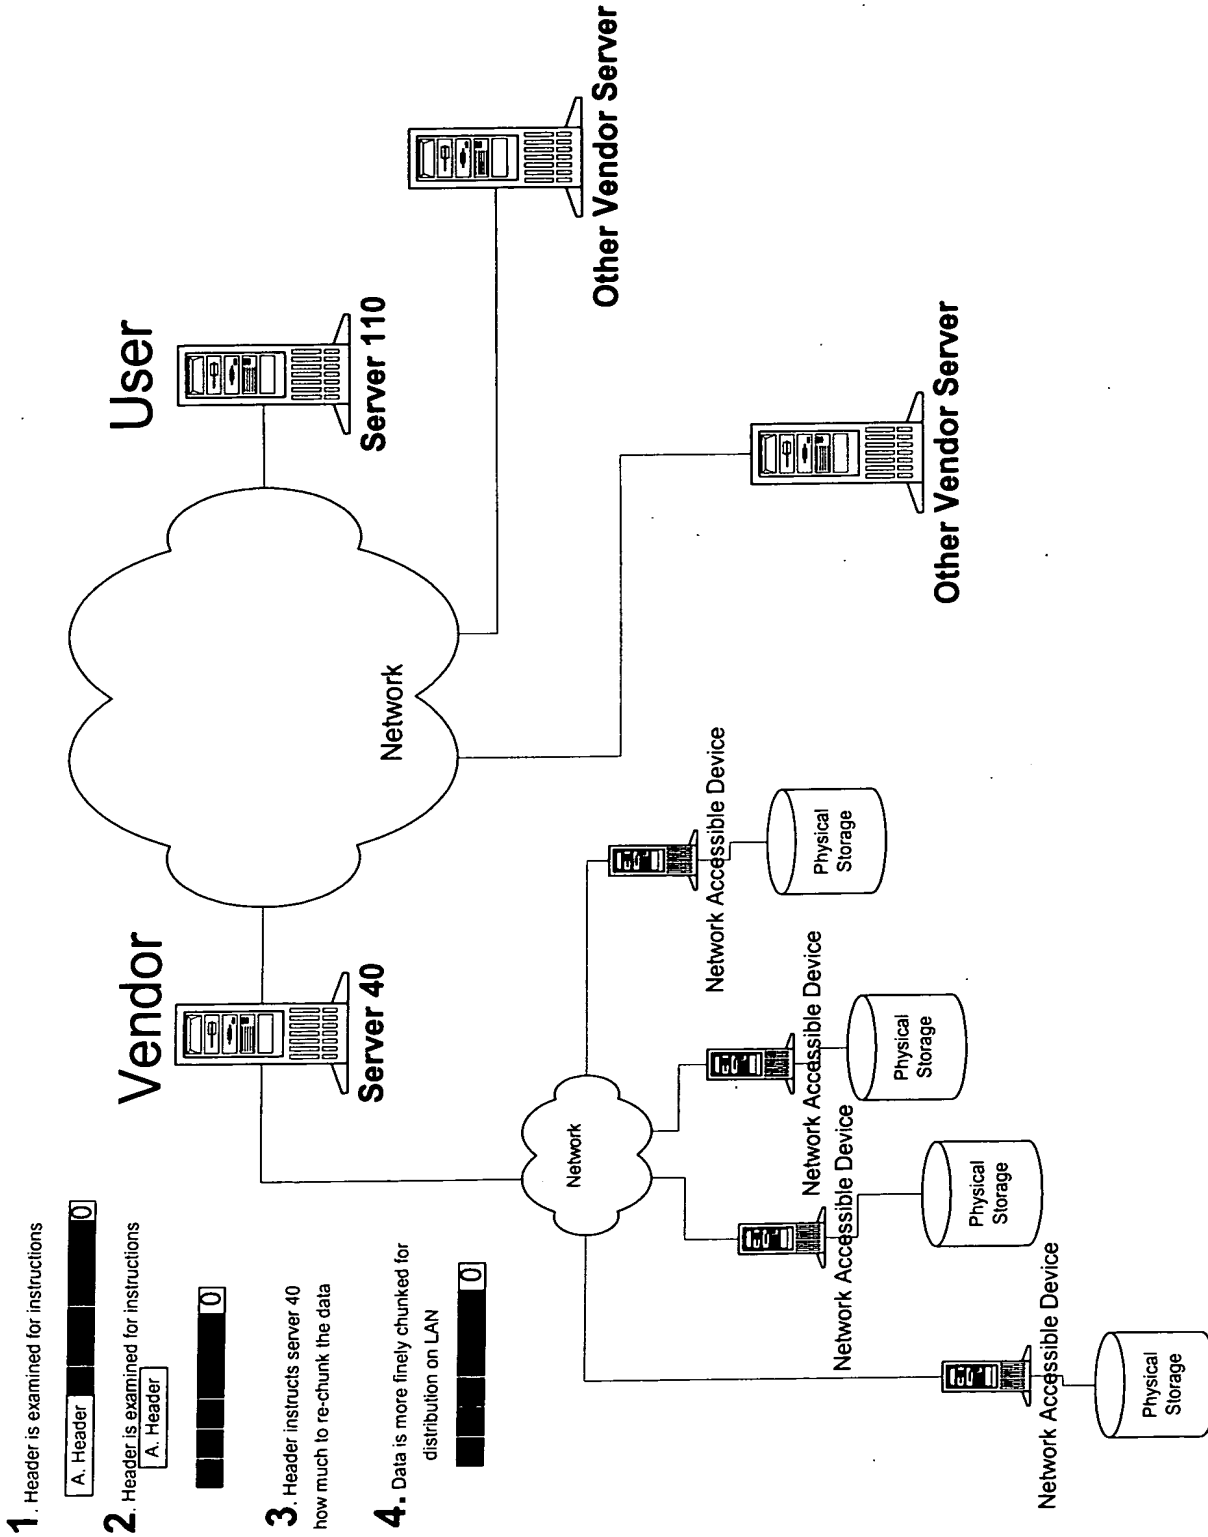 1. Header is examined for instructions
A. Header
0
2. Header is examined for instructions
A. Header
0
3. Header instructs server 40
how much to re-chunk the data
4. Data is more finely chunked for
distribution on LAN
0
Vendor
Server 40
User
Server 110
Network
Other Vendor Server
Other Vendor Server
Network
Network Accessible Device
Physical
Storage
Network Accessible Device
Physical
Storage
Network Accessible Device
Physical
Storage
Network Accessible Device
Physical
Storage